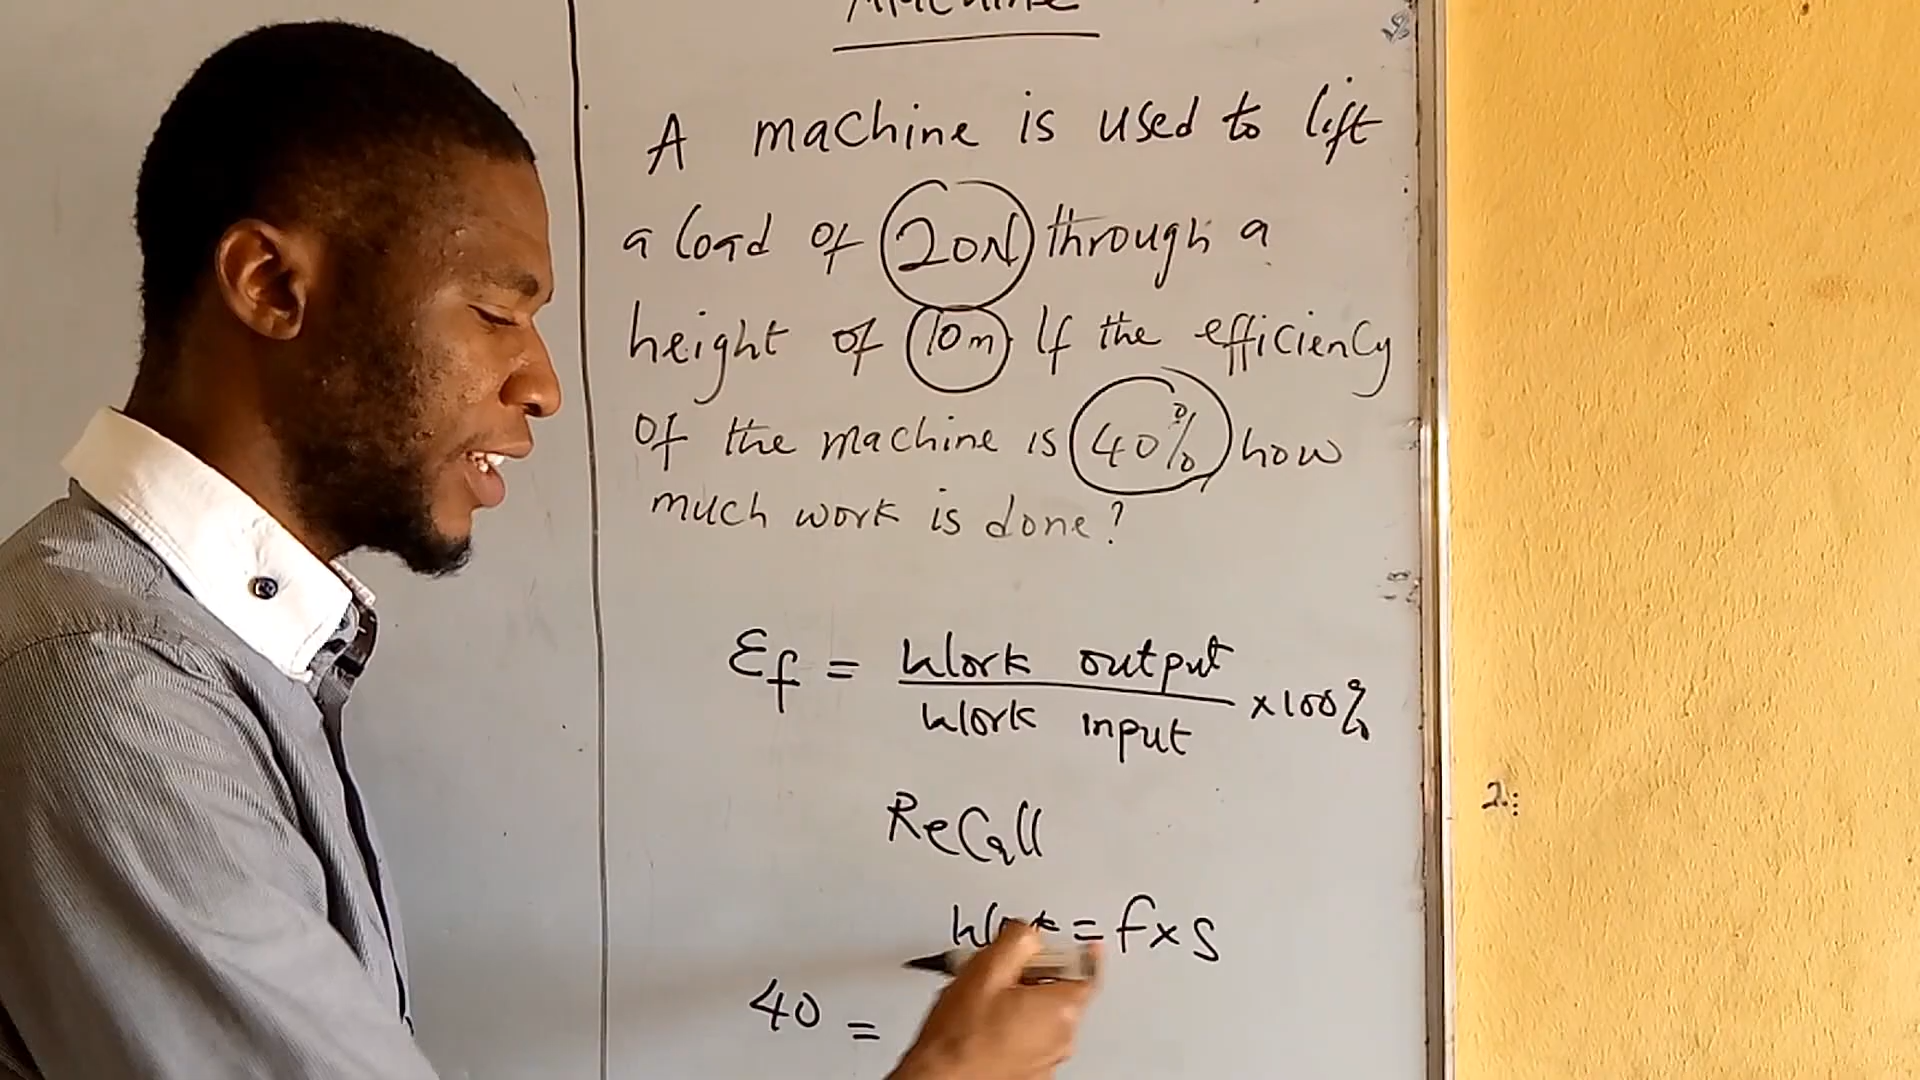 Machine
A machine is used to lift
a load of 20N through a
height of 10m. If the efficiency
of the machine is 40% how
much work is done?
Ef = Work output / Work input × 100%
Recall
Work = f × s
40 =
2: